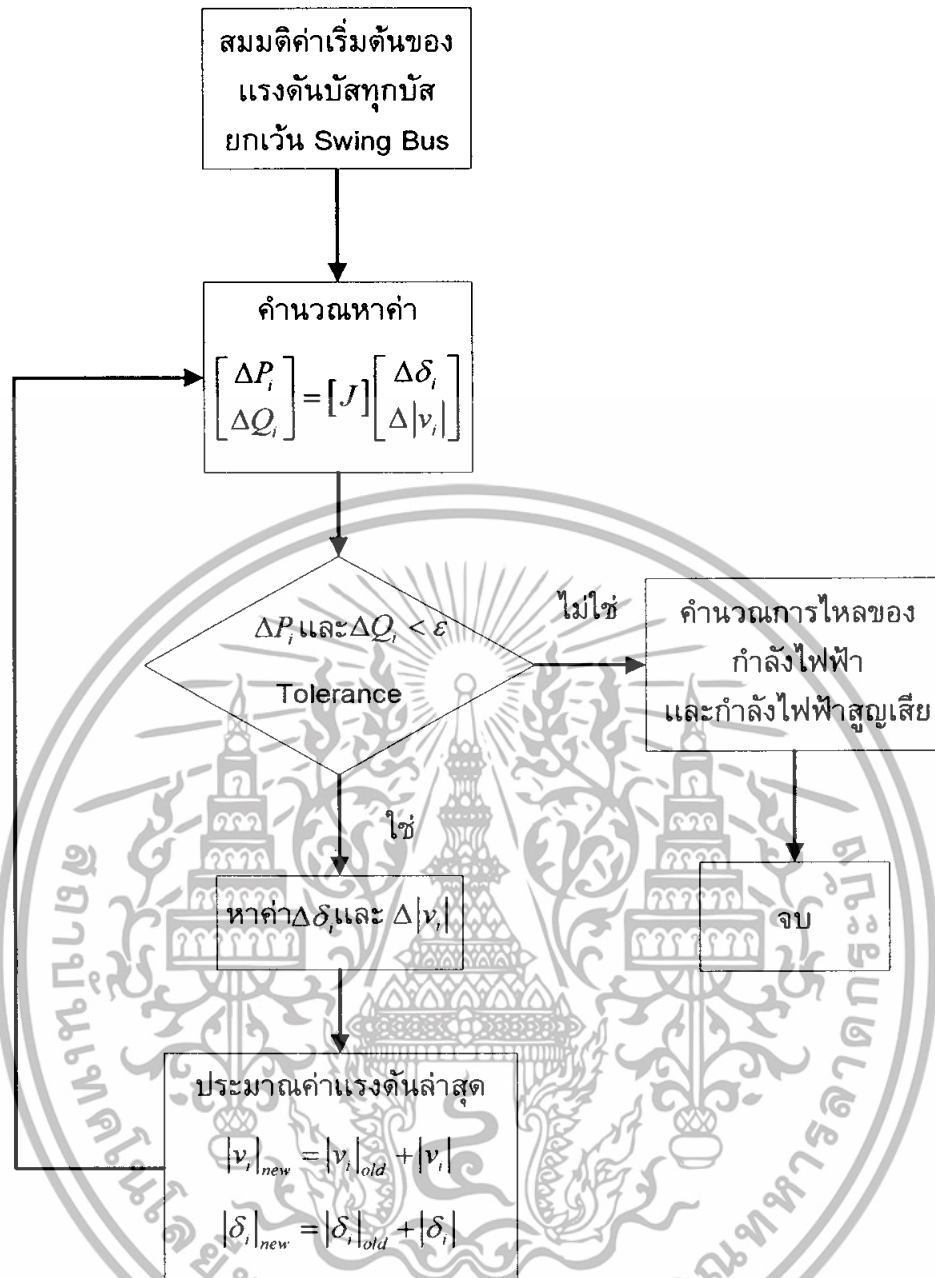 สมมติค่าเริ่มต้นของ
แรงดันบัสทุกบัส
ยกเว้น Swing Bus
คำนวณหาค่า
[ΔP_i ΔQ_i] = [J] [Δδ_i Δ|v_i|]
ΔP_i และ ΔQ_i < ε
Tolerance
ไม่ใช่
คำนวณการไหลของ
กำลังไฟฟ้า
และกำลังไฟฟ้าสูญเสีย
ใช่
จบ
หาค่า Δδ_i และ Δ|v_i|
ประมาณค่าแรงดันล่าสุด
|v_i|_new = |v_i|_old + |v_i|
|δ_i|_new = |δ_i|_old + |δ_i|